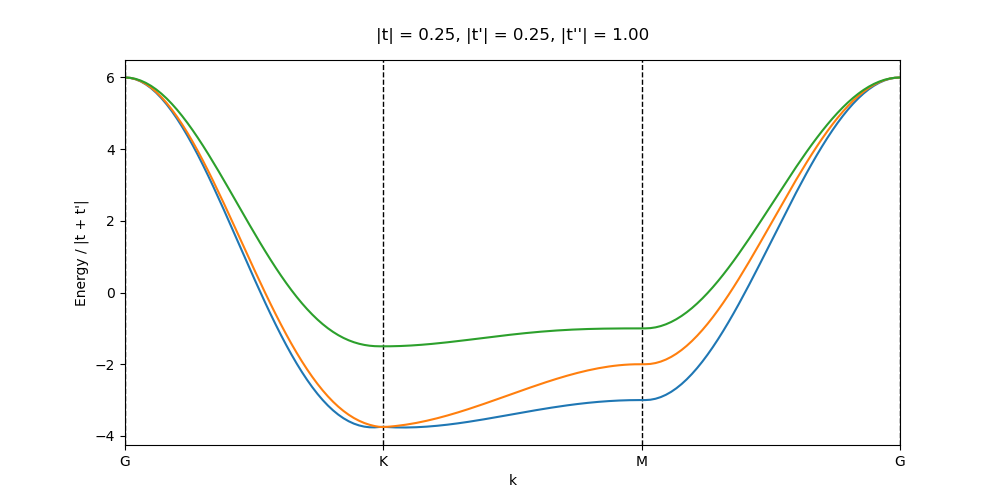 |t| = 0.25, |t'| = 0.25, |t''| = 1.00
Energy / |t + t'|
6
4
2
0
−2
−4
G
K
M
G
k